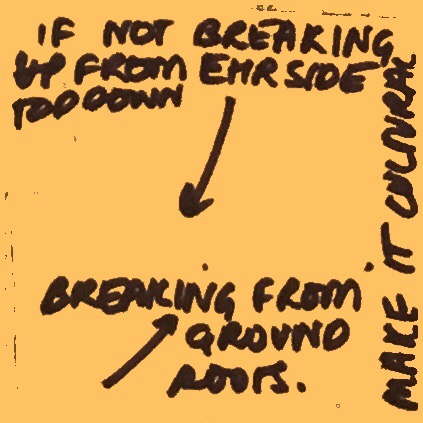 IF NOT BREAKING
UP FROM EHR SIDE
TOP DOWN
BREAKING FROM
GROUND
ROOTS.
MAKE IT CULTURAL